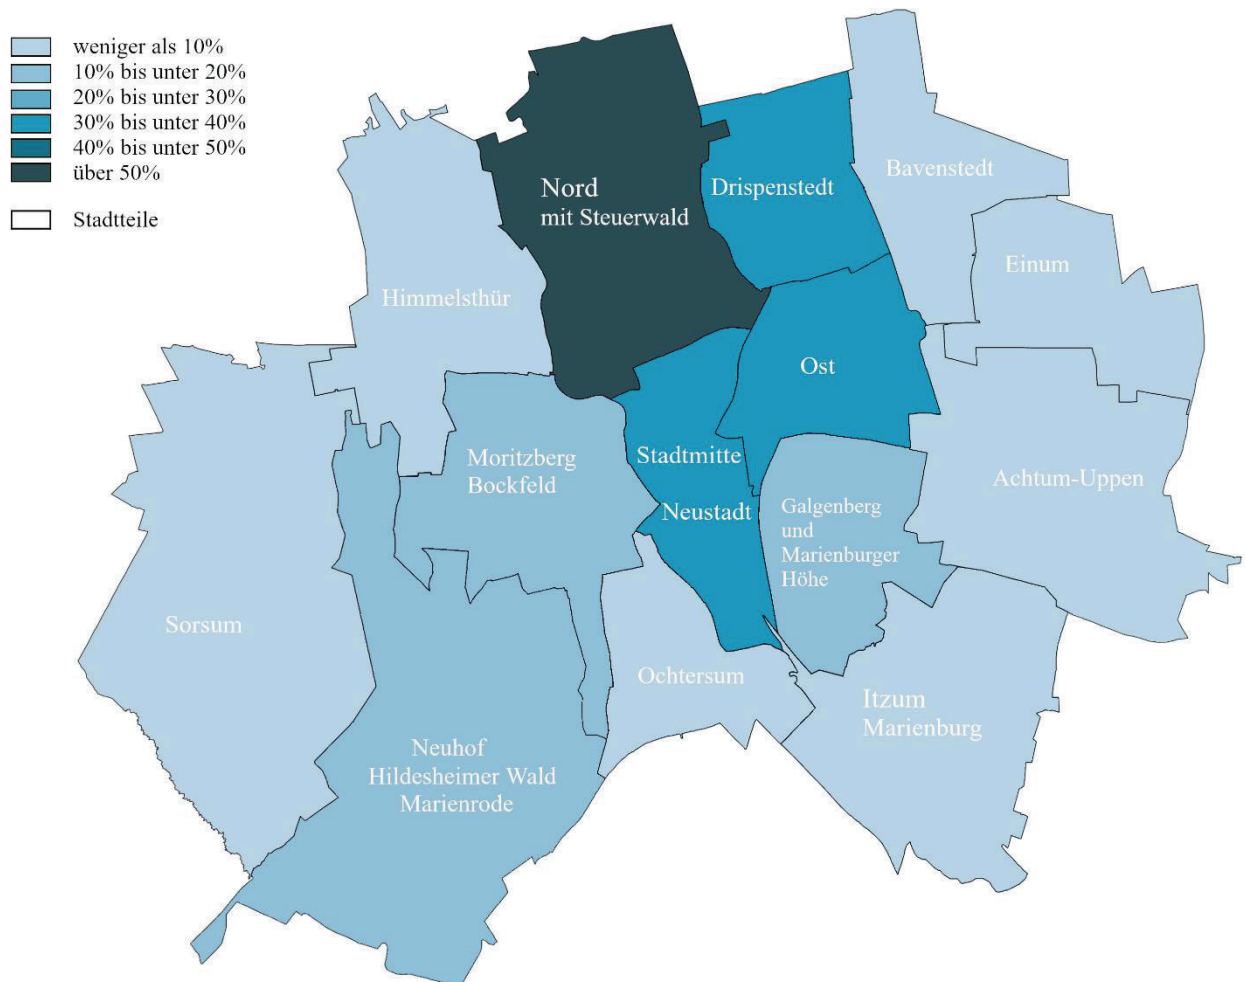 weniger als 10%
10% bis unter 20%
20% bis unter 30%
30% bis unter 40%
40% bis unter 50%
über 50%
Stadtteile
Nord
mit Steuerwald
Drispenstedt
Bavenstedt
Einum
Himmelsthür
Ost
Moritzberg
Bockfeld
Stadtmitte
Neustadt
Galgenberg
und
Marienburger
Höhe
Achtum-Uppen
Sorsum
Ochtersum
Itzum
Marienburg
Neuhof
Hildesheimer Wald
Marienrode